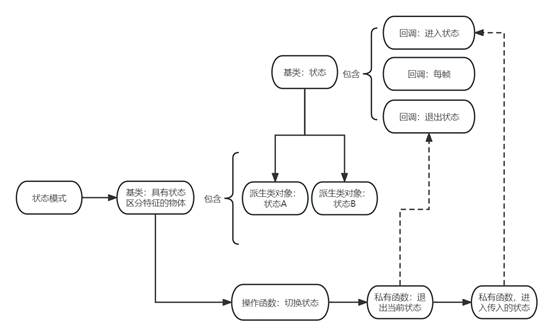 回调：进入状态
基类：状态
包含
回调：每帧
回调：退出状态
状态模式
基类：具有状态
区分特征的物体
包含
派生类对象：
状态A
派生类对象：
状态B
操作函数：切换状态
私有函数：退
出当前状态
私有函数，进
入传入的状态